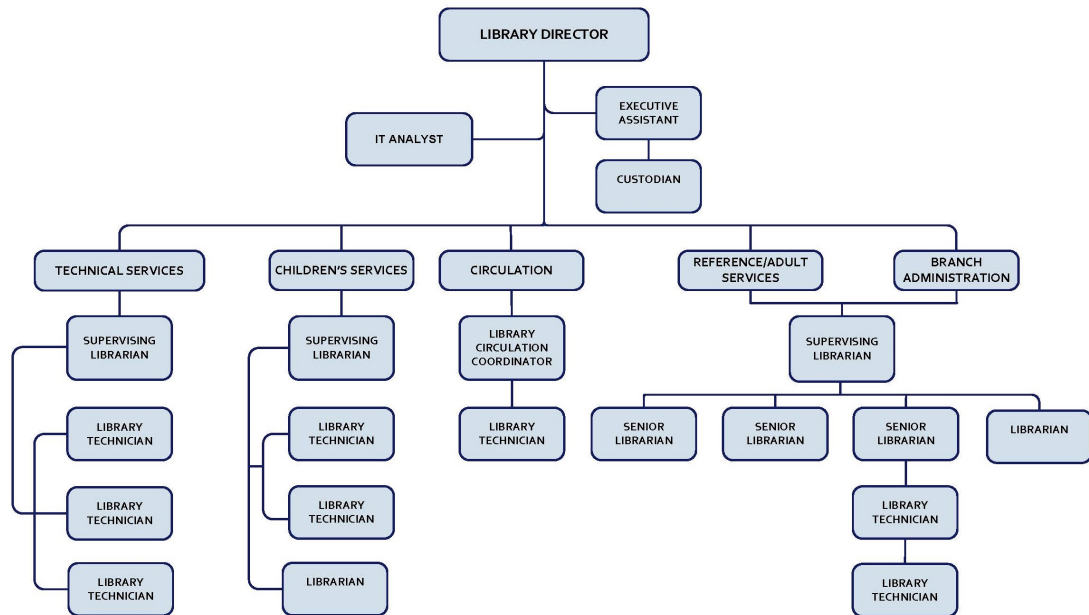 LIBRARY DIRECTOR
EXECUTIVE
ASSISTANT
IT ANALYST
CUSTODIAN
TECHNICAL SERVICES
CHILDREN'S SERVICES
CIRCULATION
REFERENCE/ADULT
SERVICES
BRANCH
ADMINISTRATION
SUPERVISING
LIBRARIAN
SUPERVISING
LIBRARIAN
LIBRARY
CIRCULATION
COORDINATOR
SUPERVISING
LIBRARIAN
LIBRARY
TECHNICIAN
LIBRARY
TECHNICIAN
LIBRARY
TECHNICIAN
SENIOR
LIBRARIAN
SENIOR
LIBRARIAN
SENIOR
LIBRARIAN
LIBRARIAN
LIBRARY
TECHNICIAN
LIBRARY
TECHNICIAN
LIBRARY
TECHNICIAN
LIBRARY
TECHNICIAN
LIBRARIAN
LIBRARY
TECHNICIAN